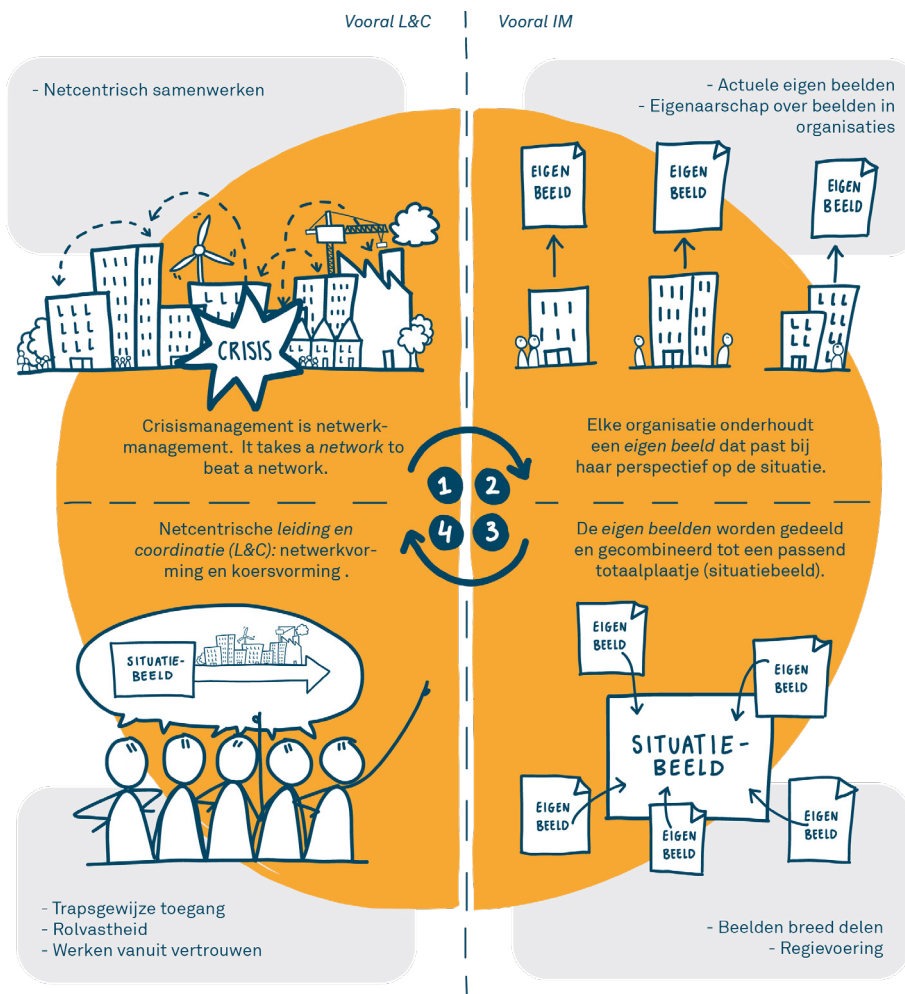 Vooral L&C
Vooral IM
- Netcentrisch samenwerken
- Actuele eigen beelden
- Eigenaarschap over beelden in
organisaties
EIGEN
BEELD
EIGEN
BEELD
EIGEN
BEELD
CRISIS
Crisismanagement is netwerk-
management.  It takes a network to
beat a network.
Elke organisatie onderhoudt
een eigen beeld dat past bij
haar perspectief op de situatie.
1
2
4
3
Netcentrische leiding en
coordinatie (L&C): netwerkvor-
ming en koersvorming .
De eigen beelden worden gedeeld
en gecombineerd tot een passend
totaalplaatje (situatiebeeld).
SITUATIE-
BEELD
EIGEN
BEELD
EIGEN
BEELD
SITUATIE-
BEELD
EIGEN
BEELD
EIGEN
BEELD
EIGEN
BEELD
- Trapsgewijze toegang
- Rolvastheid
- Werken vanuit vertrouwen
- Beelden breed delen
- Regievoering